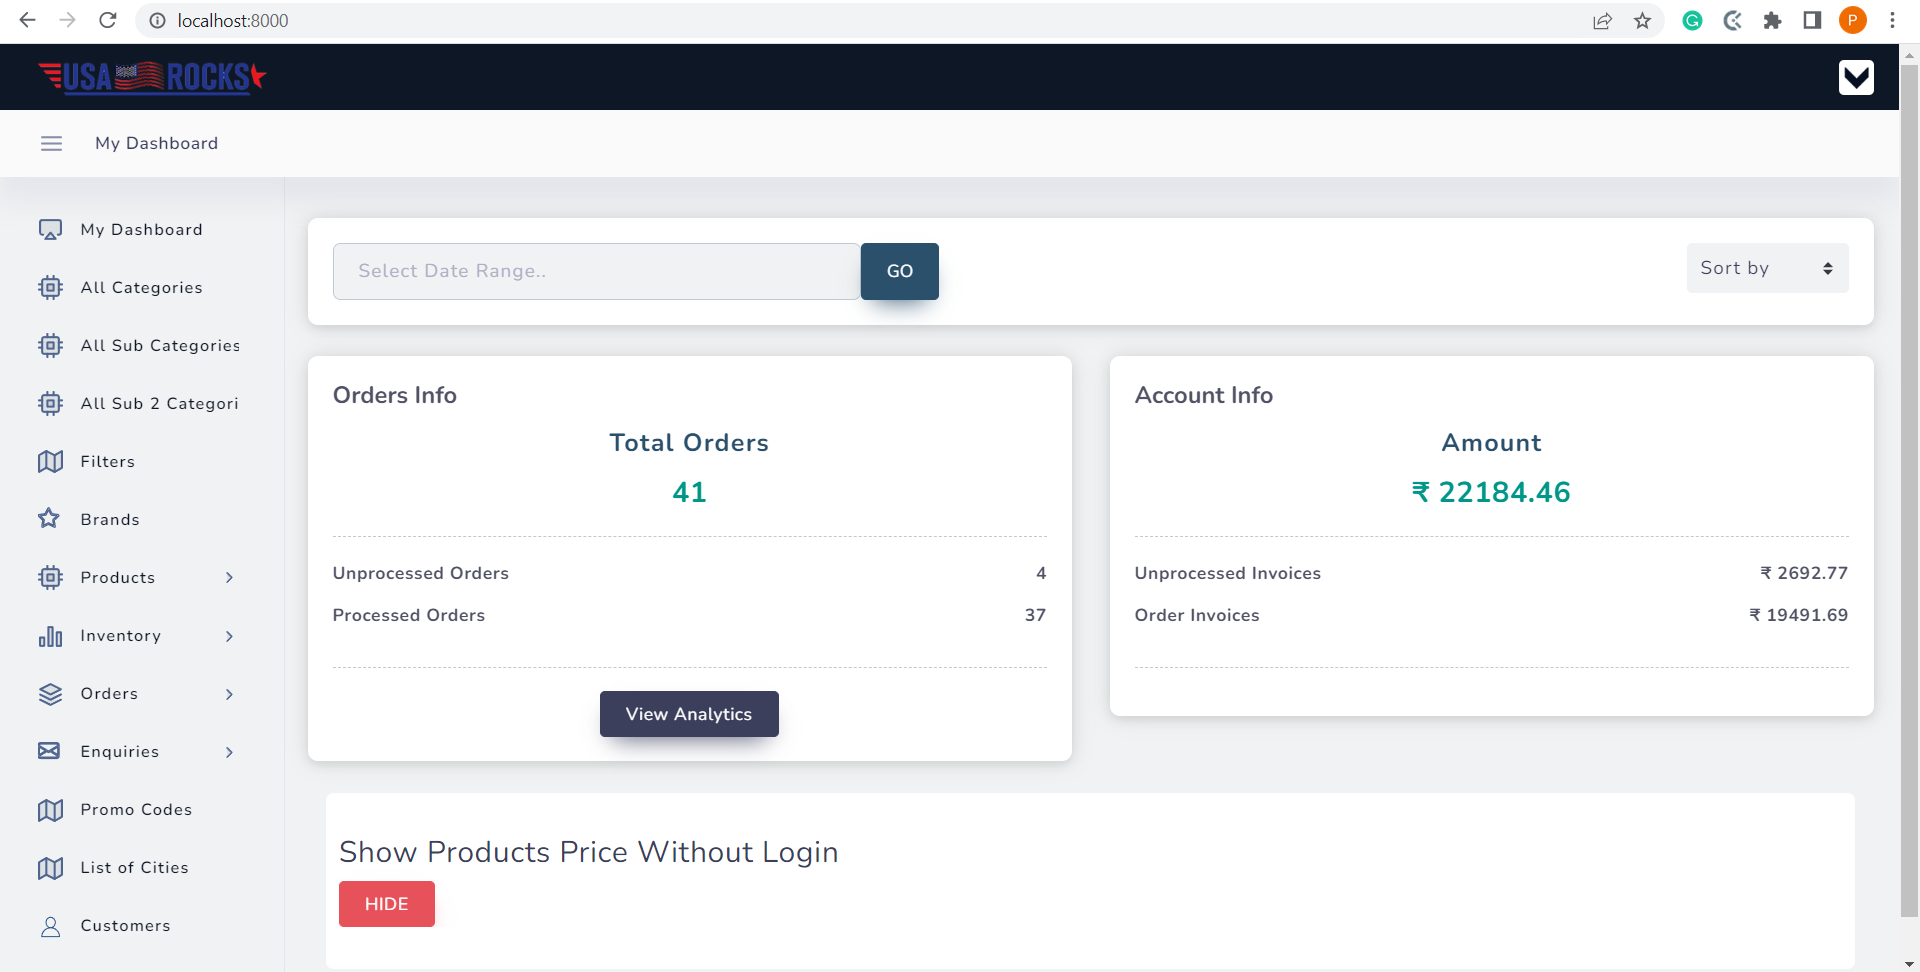 localhost:8000
P
USA ROCKS
My Dashboard
My Dashboard
All Categories
All Sub Categories
All Sub 2 Categori
Filters
Brands
Products
Inventory
Orders
Enquiries
Promo Codes
List of Cities
Customers
Select Date Range..
GO
Sort by
Orders Info
Total Orders
41
Unprocessed Orders 4
Processed Orders 37
View Analytics
Account Info
Amount
₹ 22184.46
Unprocessed Invoices ₹ 2692.77
Order Invoices ₹ 19491.69
Show Products Price Without Login
HIDE